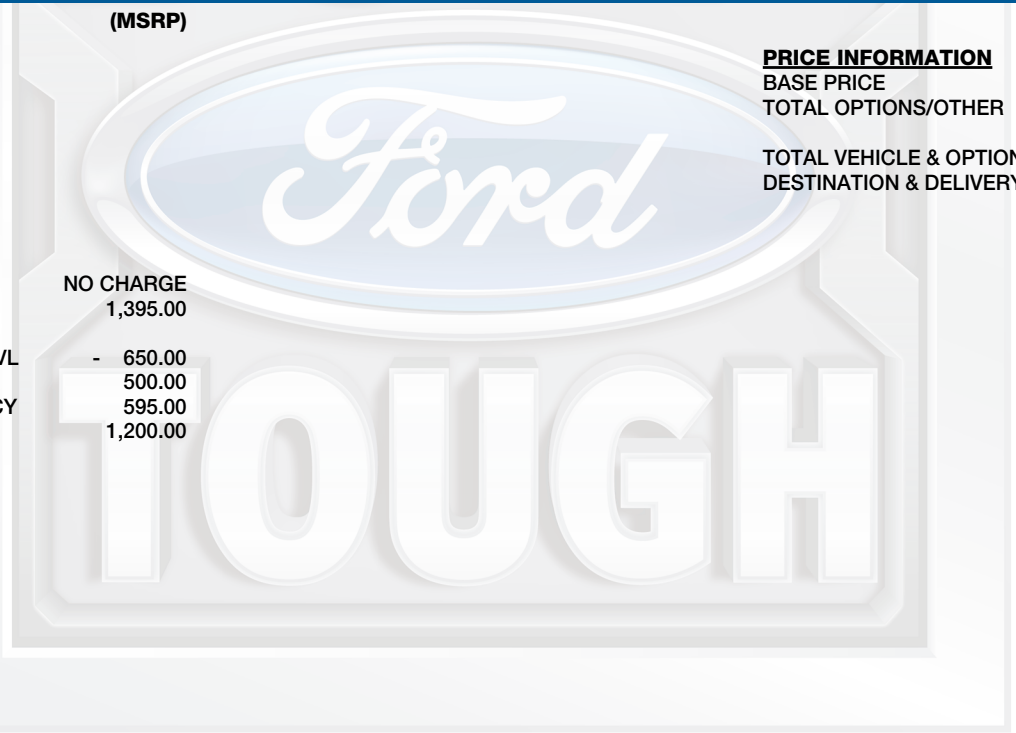 (MSRP)
NO CHARGE
1,395.00
VL - 650.00
500.00
CY 595.00
1,200.00
PRICE INFORMATION
BASE PRICE
TOTAL OPTIONS/OTHER
TOTAL VEHICLE & OPTION
DESTINATION & DELIVERY
Ford
TOUGH